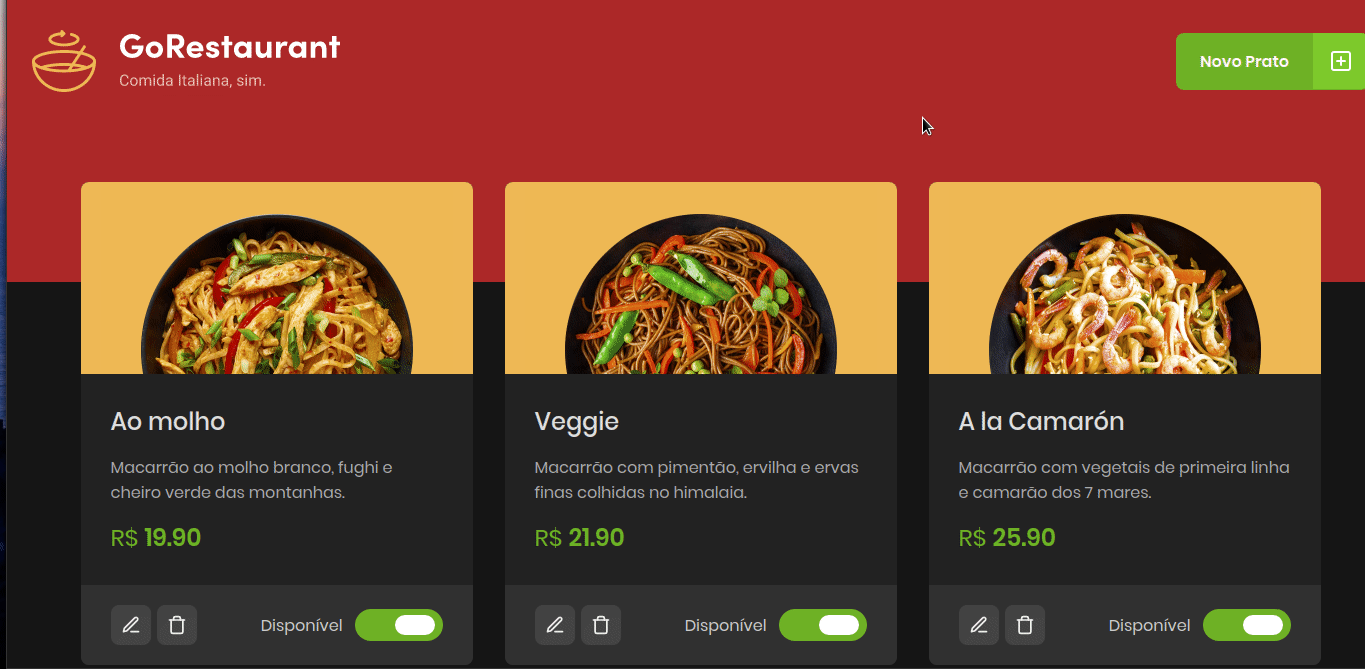 GoRestaurant
Comida Italiana, sim.
Novo Prato
Ao molho
Macarrão ao molho branco, fughi e
cheiro verde das montanhas.
R$ 19.90
Disponível
Veggie
Macarrão com pimentão, ervilha e ervas
finas colhidas no himalaia.
R$ 21.90
Disponível
A la Camarón
Macarrão com vegetais de primeira linha
e camarão dos 7 mares.
R$ 25.90
Disponível